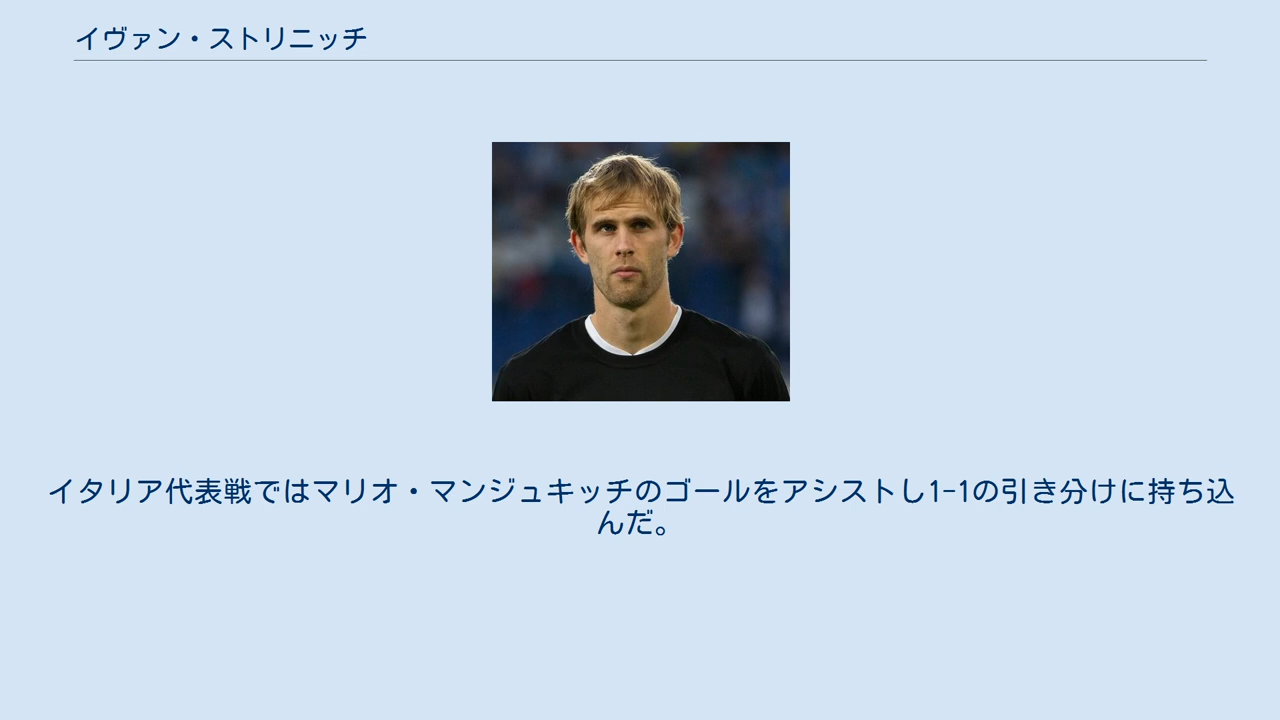 イヴァン・ストリニッチ
イタリア代表戦ではマリオ・マンジュキッチのゴールをアシストし1-1の引き分けに持ち込
んだ。